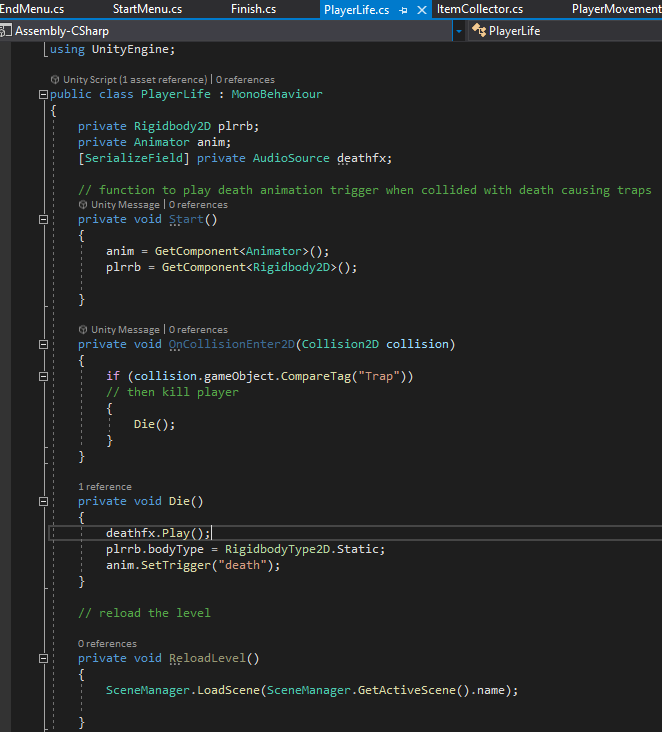 EndMenu.cs StartMenu.cs Finish.cs PlayerLife.cs ItemCollector.cs PlayerMovement
Assembly-CSharp PlayerLife
using UnityEngine;
Unity Script (1 asset reference) | 0 references
public class PlayerLife : MonoBehaviour
{
private Rigidbody2D plrrb;
private Animator anim;
[SerializeField] private AudioSource deathfx;
// function to play death animation trigger when collided with death causing traps
Unity Message | 0 references
private void Start()
{
anim = GetComponent<Animator>();
plrrb = GetComponent<Rigidbody2D>();
}
Unity Message | 0 references
private void OnCollisionEnter2D(Collision2D collision)
{
if (collision.gameObject.CompareTag("Trap"))
// then kill player
{
Die();
}
}
1 reference
private void Die()
{
deathfx.Play();
plrrb.bodyType = RigidbodyType2D.Static;
anim.SetTrigger("death");
}
// reload the level
0 references
private void ReloadLevel()
{
SceneManager.LoadScene(SceneManager.GetActiveScene().name);
}